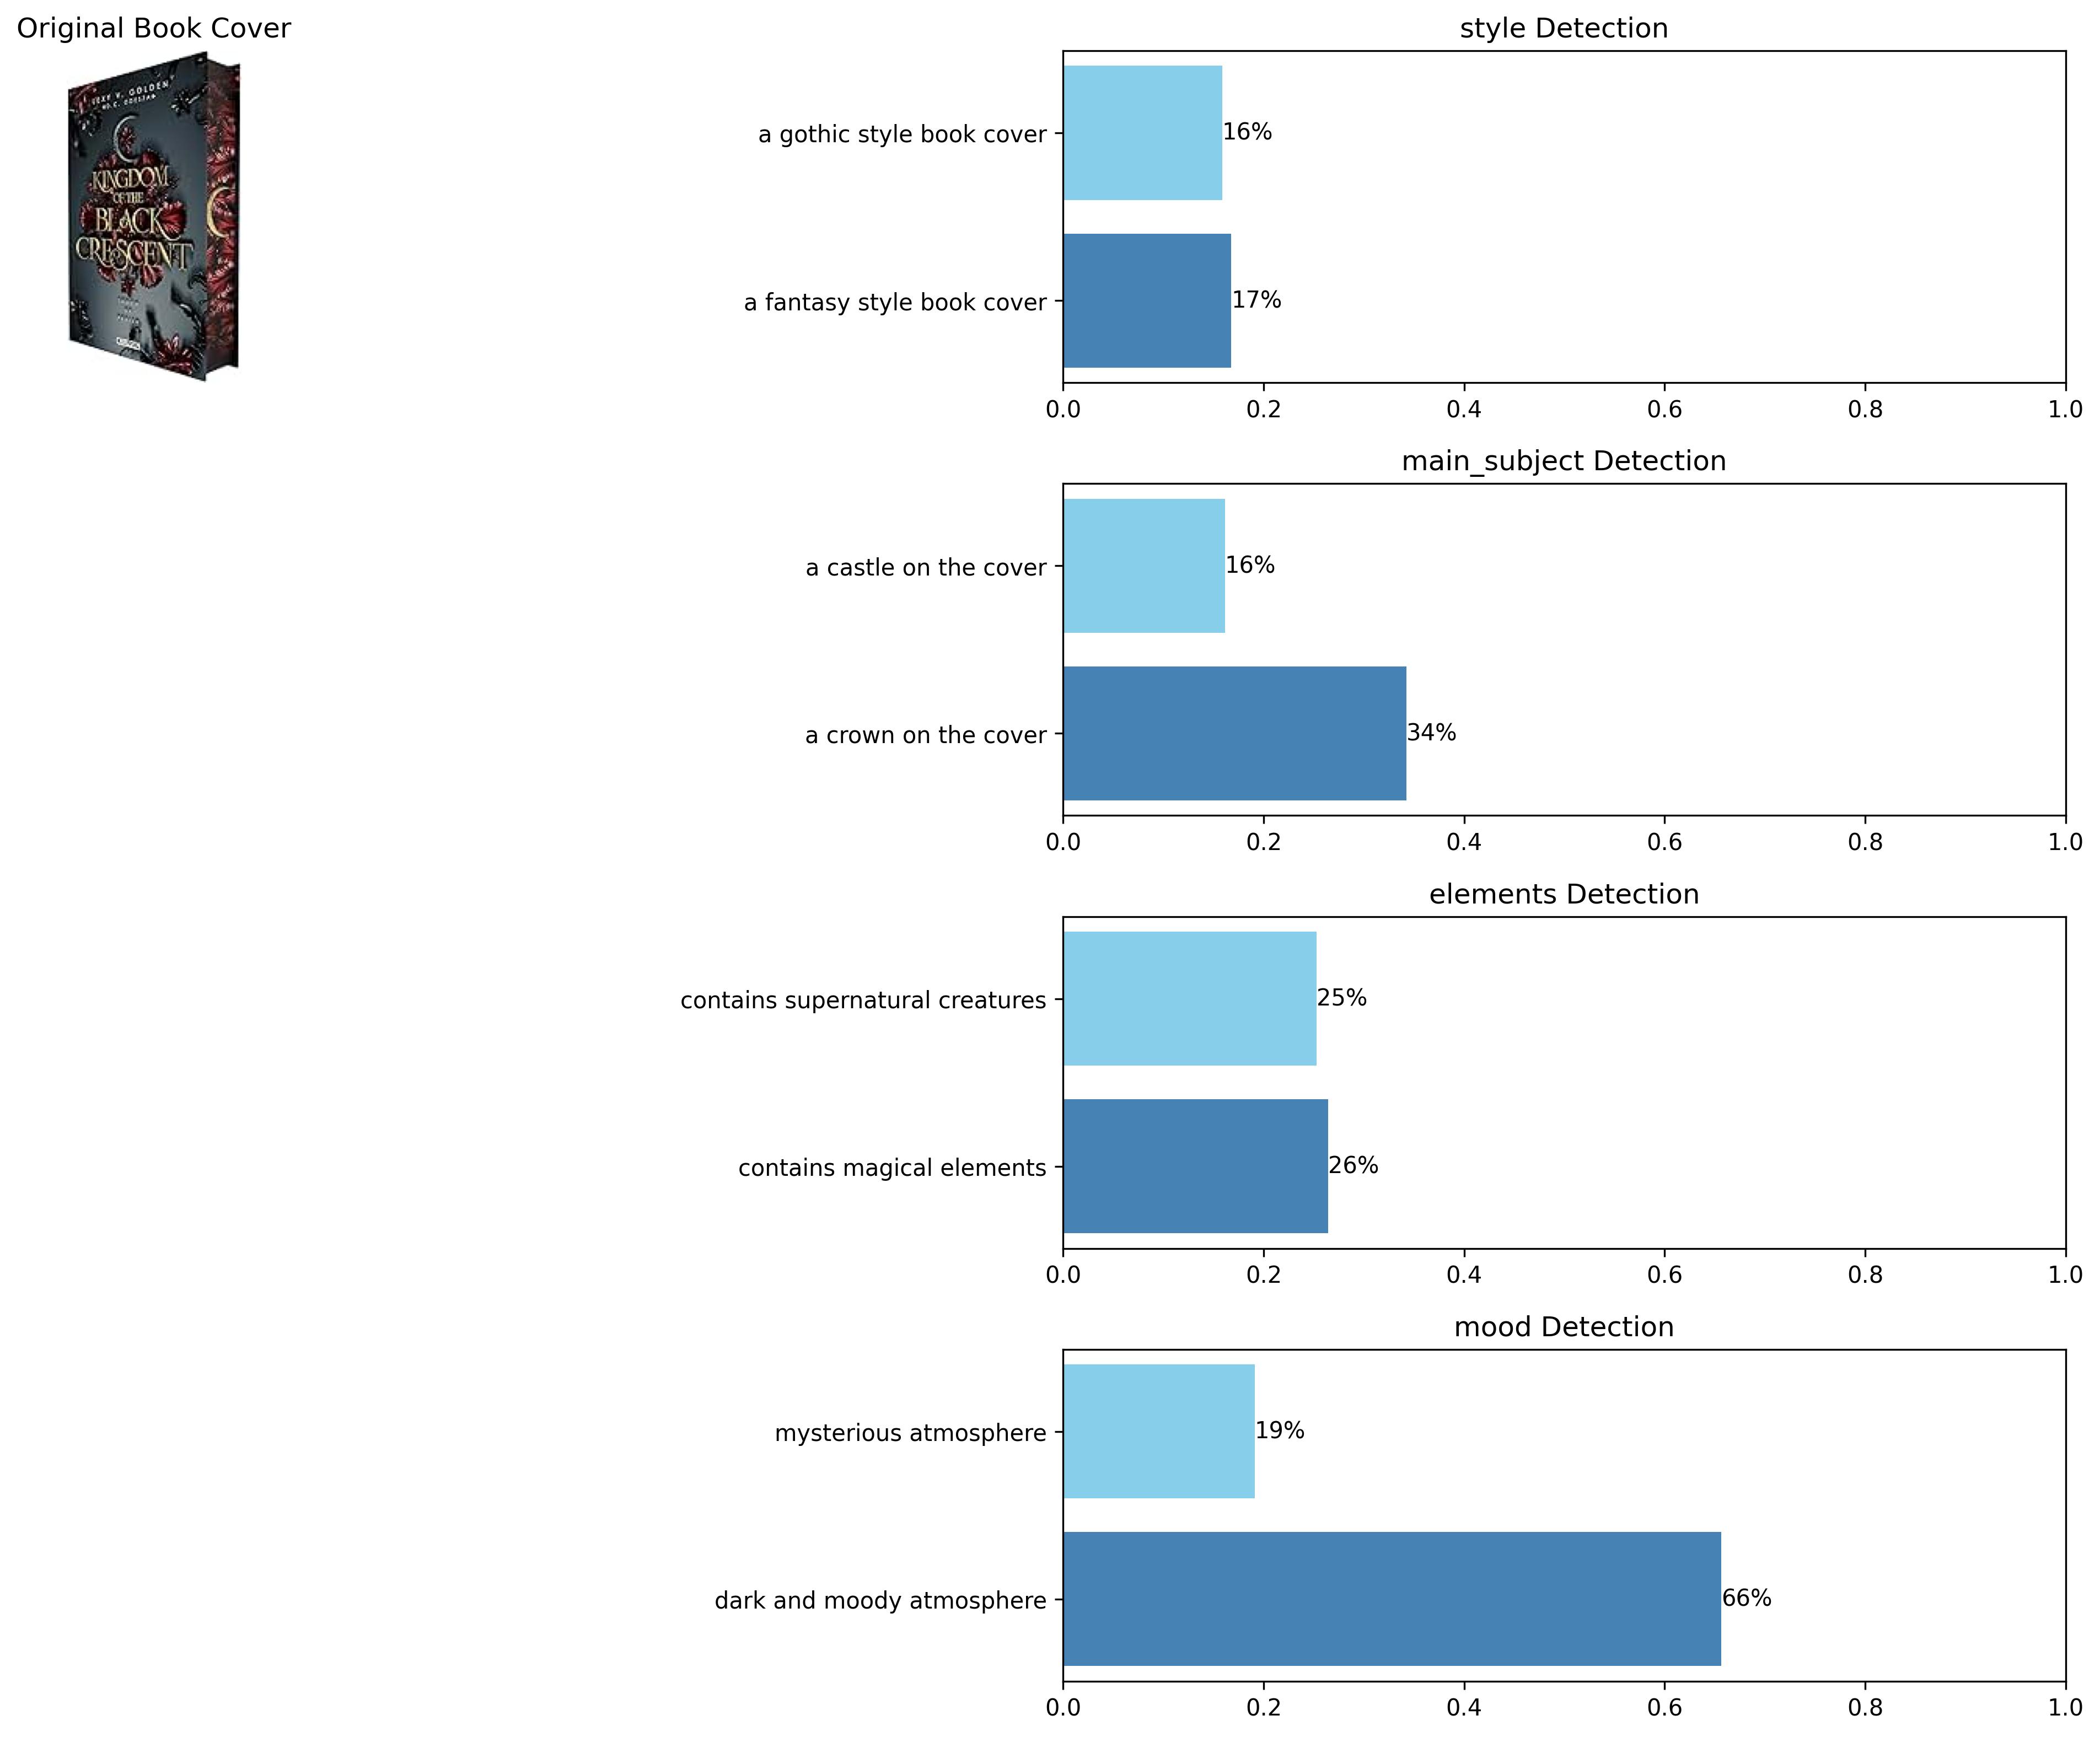 Original Book Cover
GOLDEN
KINGDOM
OF THE
BLACK
CRESCENT
style Detection
a gothic style book cover
16%
a fantasy style book cover
17%
0.0 0.2 0.4 0.6 0.8 1.0
main_subject Detection
a castle on the cover
16%
a crown on the cover
34%
0.0 0.2 0.4 0.6 0.8 1.0
elements Detection
contains supernatural creatures
25%
contains magical elements
26%
0.0 0.2 0.4 0.6 0.8 1.0
mood Detection
mysterious atmosphere
19%
dark and moody atmosphere
66%
0.0 0.2 0.4 0.6 0.8 1.0